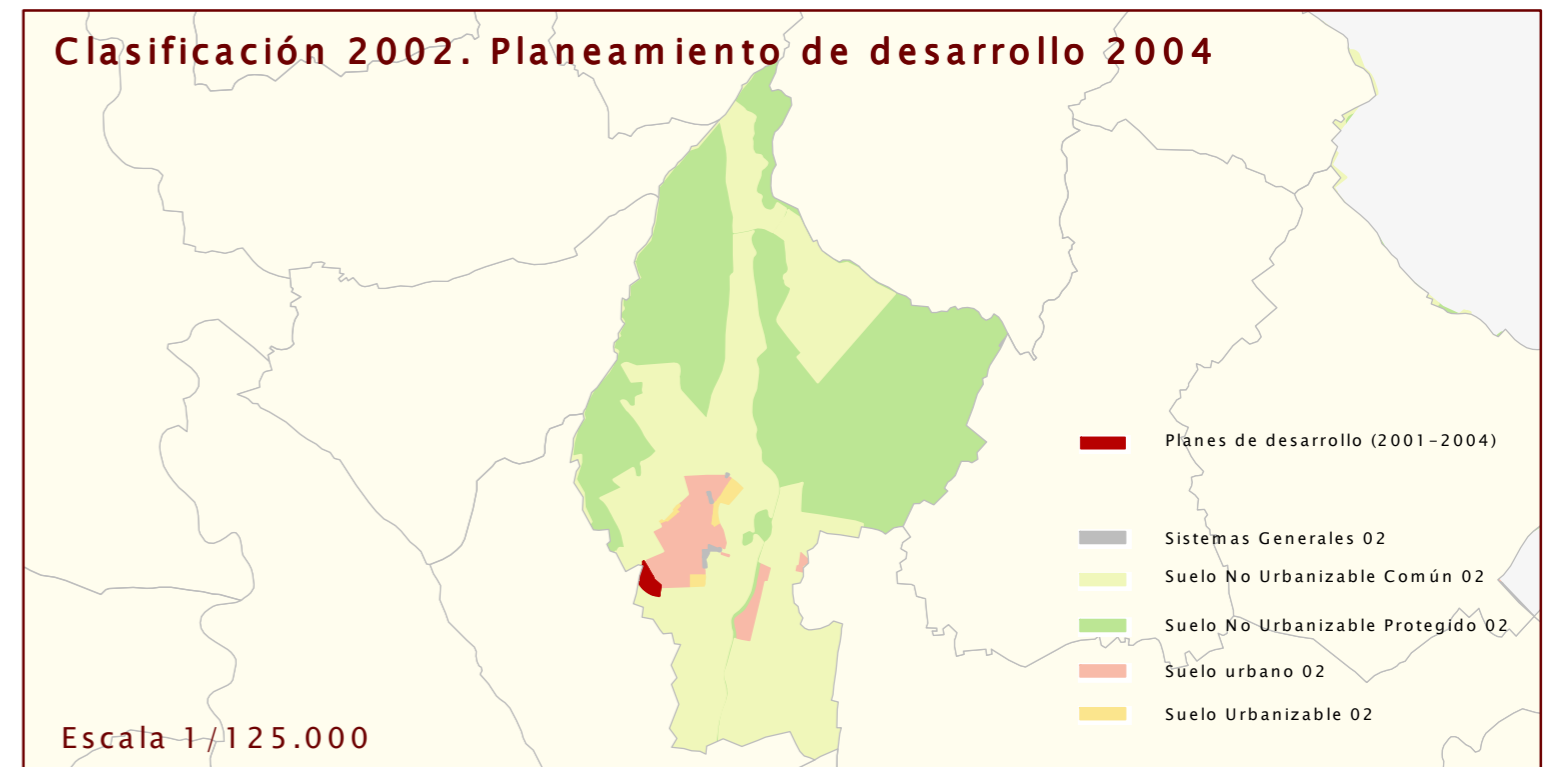 Clasificación 2002. Planeamiento de desarrollo 2004
Planes de desarrollo (2001-2004)
Sistemas Generales 02
Suelo No Urbanizable Común 02
Suelo No Urbanizable Protegido 02
Suelo urbano 02
Suelo Urbanizable 02
Escala 1/125.000